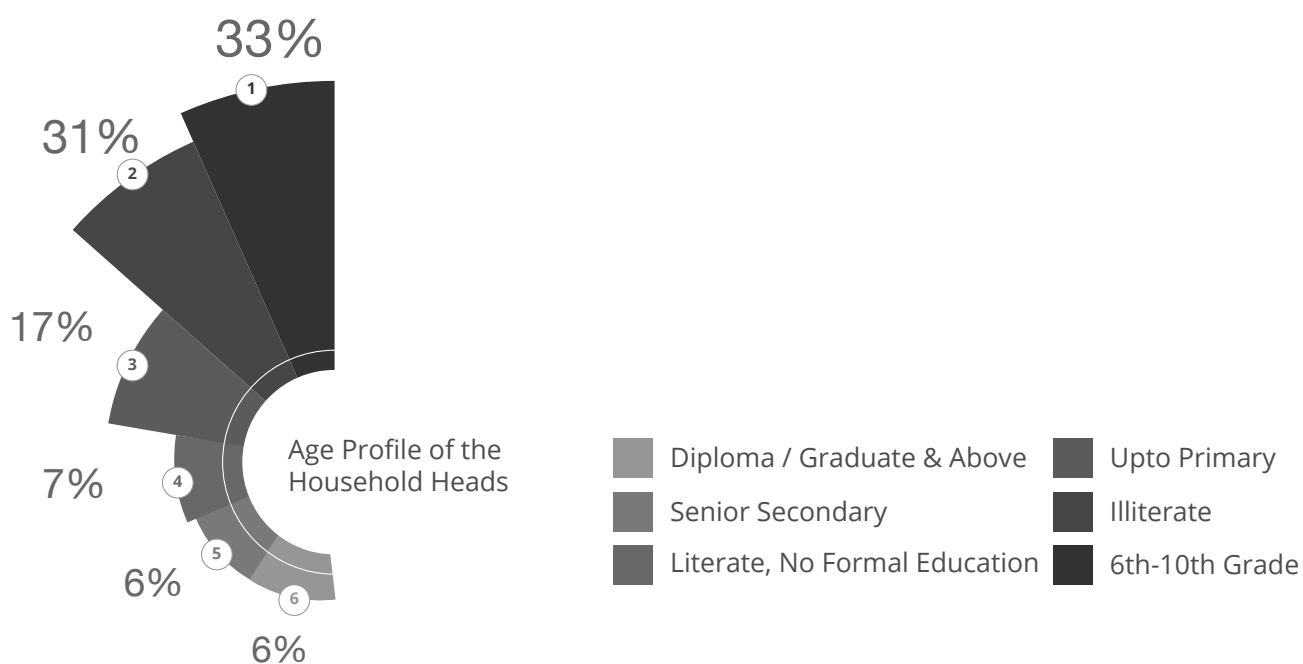 33%
1
31%
2
17%
3
Age Profile of the
Household Heads
7%
4
5
6%
6
6%
Diploma / Graduate & Above
Senior Secondary
Literate, No Formal Education
Upto Primary
Illiterate
6th-10th Grade